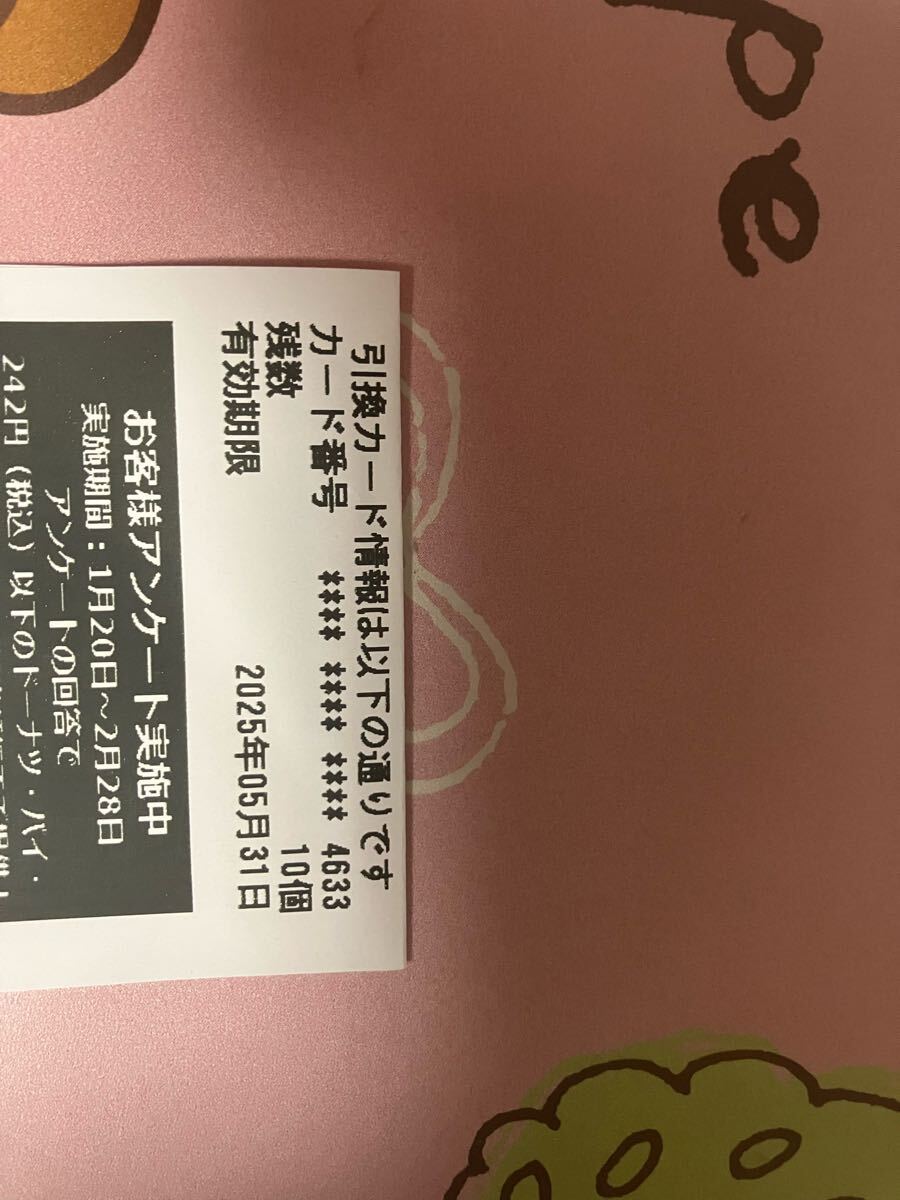 pe
引換カード情報は以下の通りです
カード番号 **** **** **** 4633
残数 10個
有効期限 2025年05月31日
お客様アンケート実施中
実施期間：1月20日～2月28日
アンケートの回答で
242円（税込）以下のドーナツ・パイ・